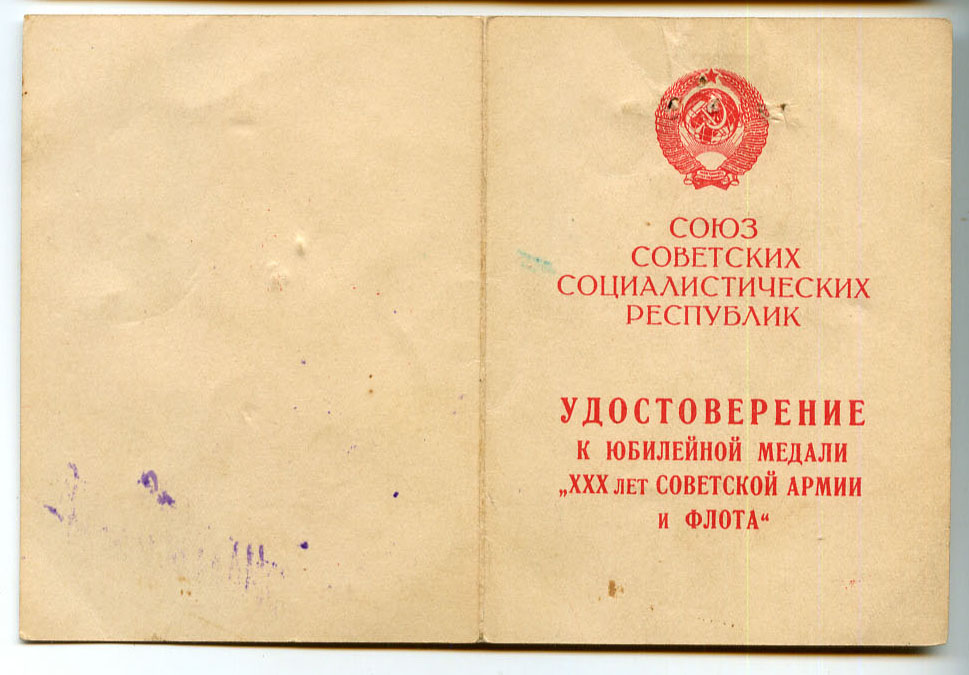 СОЮЗ
СОВЕТСКИХ
СОЦИАЛИСТИЧЕСКИХ
РЕСПУБЛИК
УДОСТОВЕРЕНИЕ
К ЮБИЛЕЙНОЙ МЕДАЛИ
„XXX ЛЕТ СОВЕТСКОЙ АРМИИ
И ФЛОТА“